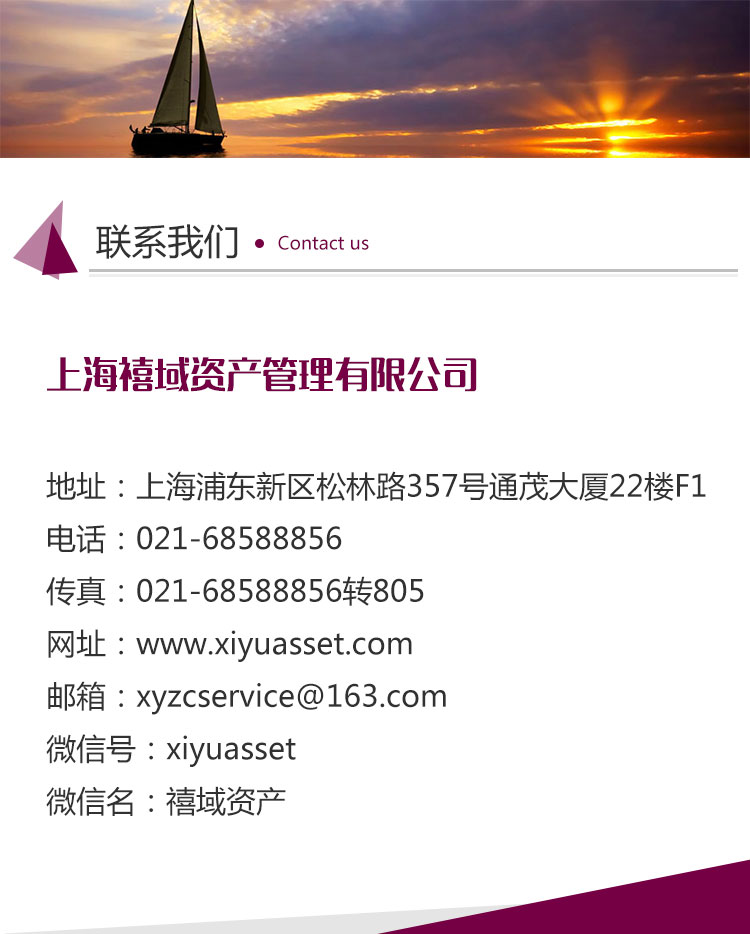 联系我们 • Contact us
上海禧域资产管理有限公司
地址：上海浦东新区松林路357号通茂大厦22楼F1
电话：021-68588856
传真：021-68588856转805
网址：www.xiyuasset.com
邮箱：xyzcservice@163.com
微信号：xiyuasset
微信名：禧域资产